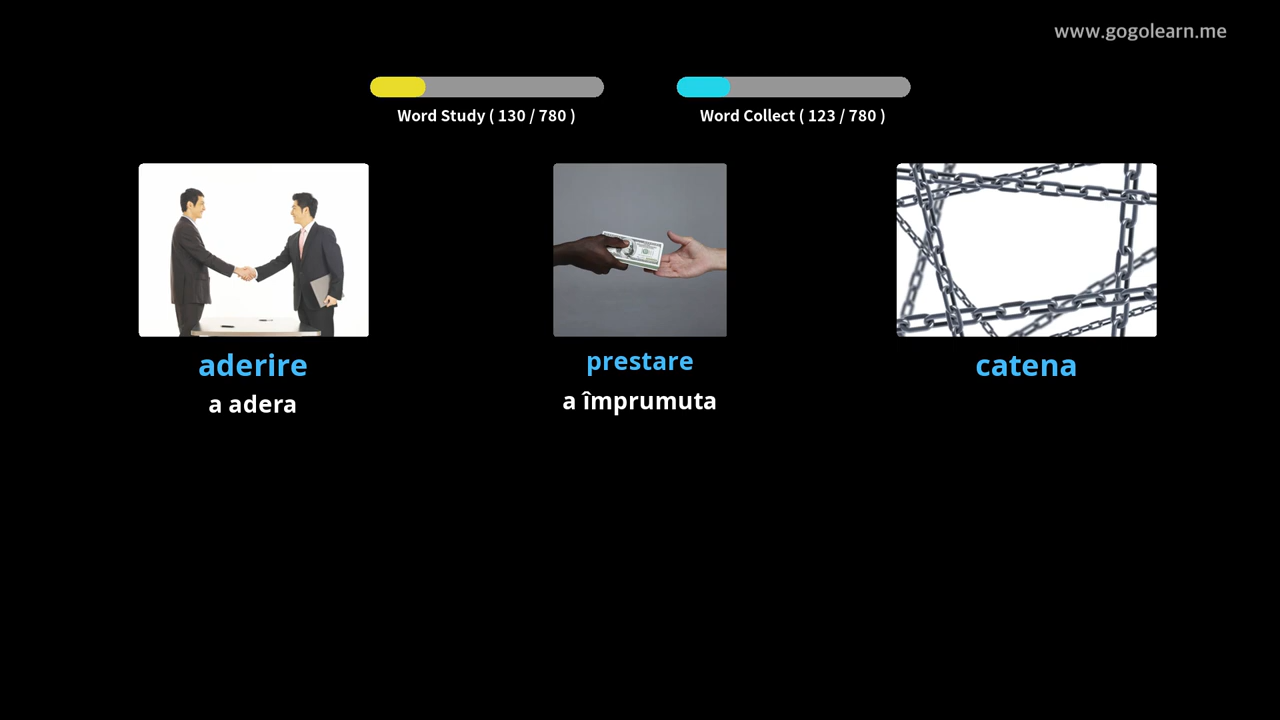 www.gogolearn.me
Word Study ( 130 / 780 )
Word Collect ( 123 / 780 )
aderire
a adera
prestare
a împrumuta
catena